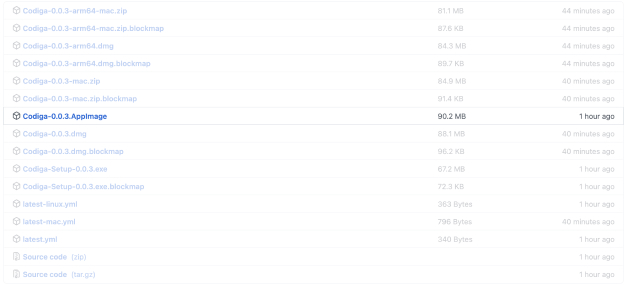 Codiga-0.0.3-arm64-mac.zip 81.1 MB 44 minutes ago
Codiga-0.0.3-arm64-mac.zip.blockmap 87.6 KB 44 minutes ago
Codiga-0.0.3-arm64.dmg 84.3 MB 44 minutes ago
Codiga-0.0.3-arm64.dmg.blockmap 89.7 KB 44 minutes ago
Codiga-0.0.3-mac.zip 84.9 MB 40 minutes ago
Codiga-0.0.3-mac.zip.blockmap 91.4 KB 40 minutes ago
Codiga-0.0.3.AppImage 90.2 MB 1 hour ago
Codiga-0.0.3.dmg 88.1 MB 40 minutes ago
Codiga-0.0.3.dmg.blockmap 96.2 KB 40 minutes ago
Codiga-Setup-0.0.3.exe 67.2 MB 1 hour ago
Codiga-Setup-0.0.3.exe.blockmap 72.3 KB 1 hour ago
latest-linux.yml 383 Bytes 1 hour ago
latest-mac.yml 796 Bytes 40 minutes ago
latest.yml 340 Bytes 1 hour ago
Source code (zip) 1 hour ago
Source code (tar.gz) 1 hour ago